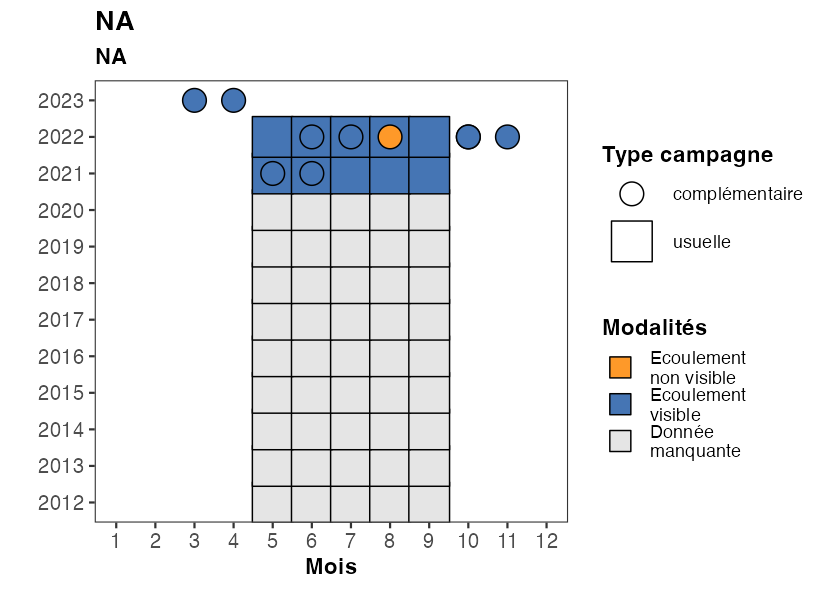 NA
NA
2023
2022
2021
2020
2019
2018
2017
2016
2015
2014
2013
2012
1 2 3 4 5 6 7 8 9 10 11 12
Mois
Type campagne
complémentaire
usuelle
Modalités
Ecoulement
non visible
Ecoulement
visible
Donnée
manquante